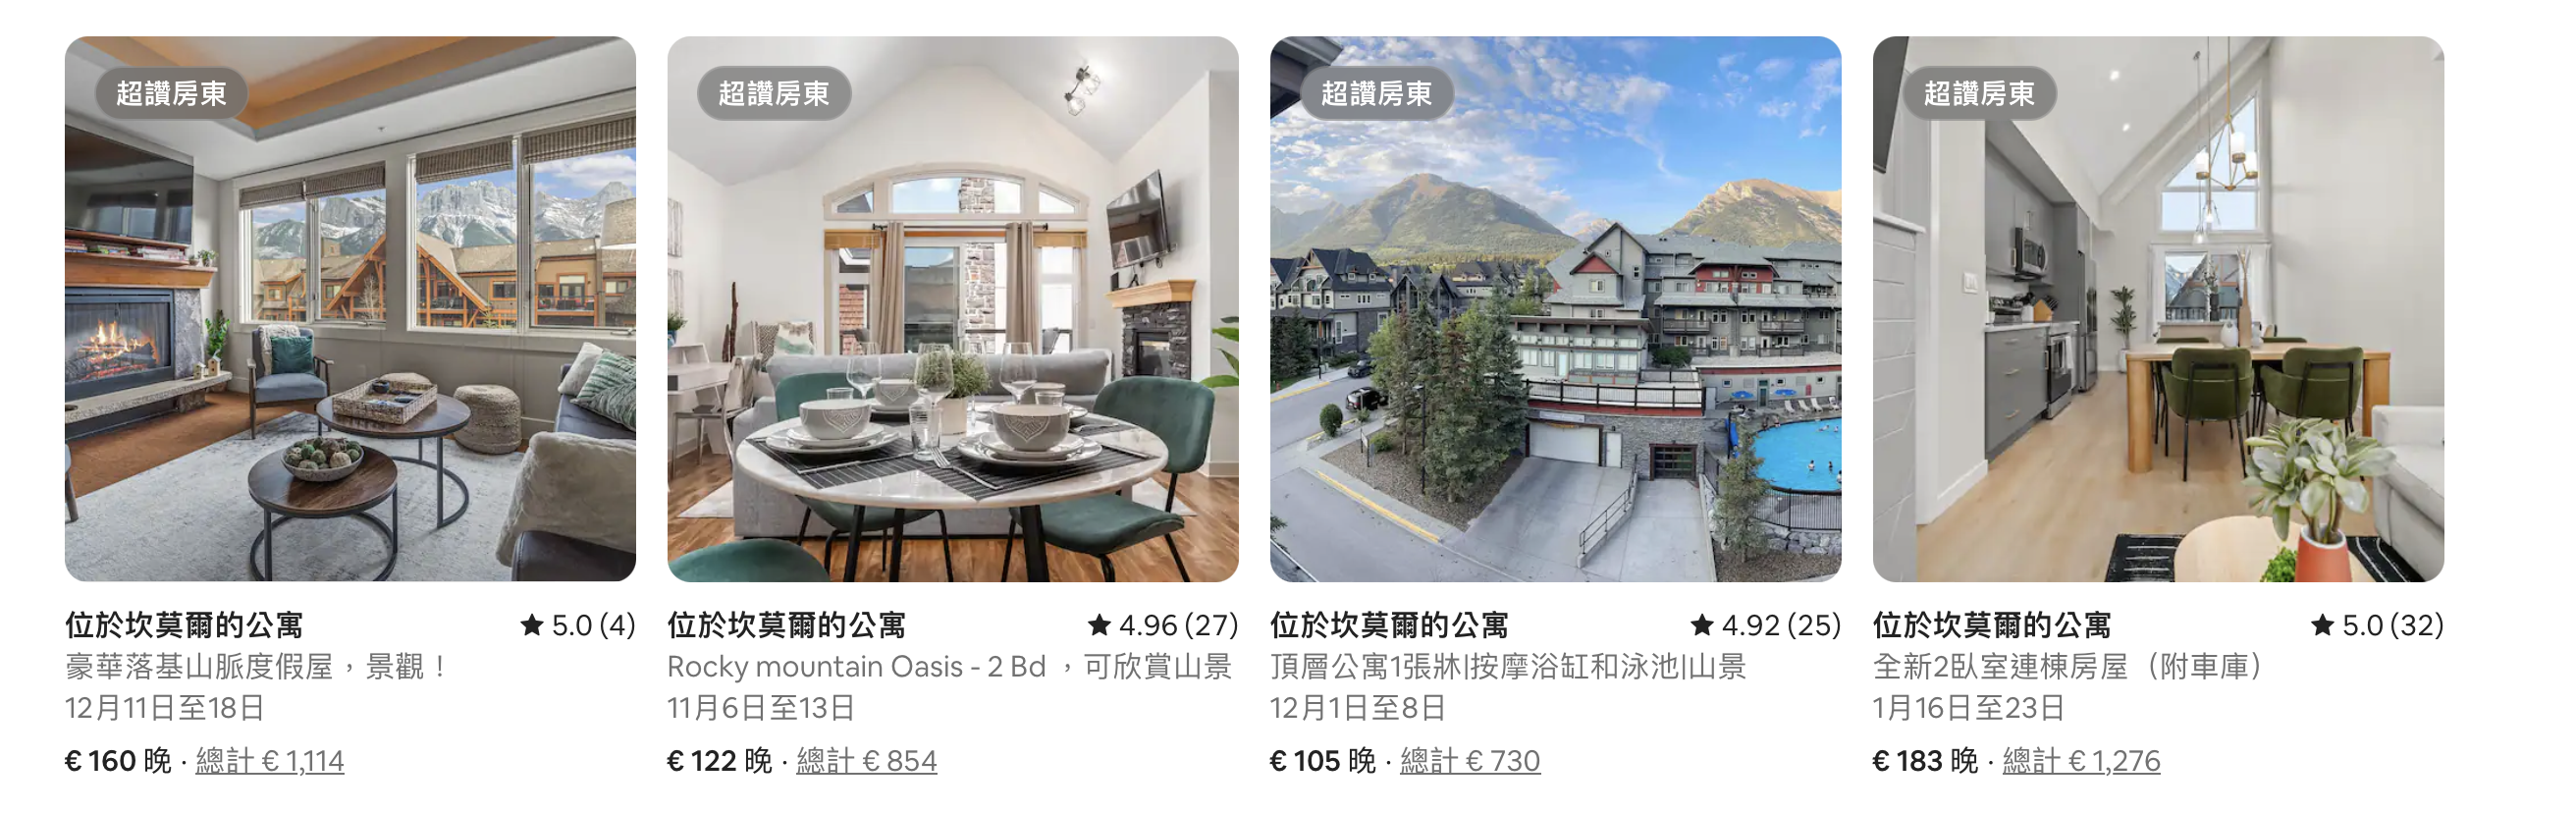 超讚房東
位於坎莫爾的公寓 ★ 5.0 (4)
豪華落基山脈度假屋，景觀！
12月11日至18日
€ 160 晚 · 總計 € 1,114
超讚房東
位於坎莫爾的公寓 ★ 4.96 (27)
Rocky mountain Oasis - 2 Bd ，可欣賞山景
11月6日至13日
€ 122 晚 · 總計 € 854
超讚房東
位於坎莫爾的公寓 ★ 4.92 (25)
頂層公寓1張牀|按摩浴缸和泳池|山景
12月1日至8日
€ 105 晚 · 總計 € 730
超讚房東
位於坎莫爾的公寓 ★ 5.0 (32)
全新2臥室連棟房屋（附車庫）
1月16日至23日
€ 183 晚 · 總計 € 1,276